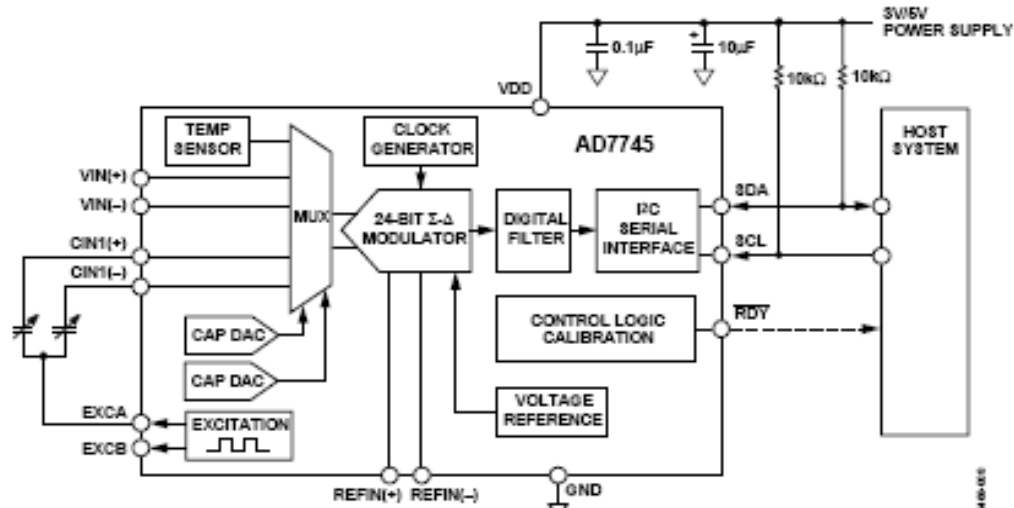 3V/5V
POWER SUPPLY
0.1µF
+
10µF
10kΩ
10kΩ
VDD
HOST
SYSTEM
TEMP
SENSOR
CLOCK
GENERATOR
AD7745
VIN(+)
VIN(–)
MUX
24-BIT Σ-Δ
MODULATOR
DIGITAL
FILTER
I²C
SERIAL
INTERFACE
SDA
SCL
CIN1(+)
CIN1(–)
CAP DAC
CAP DAC
CONTROL LOGIC
CALIBRATION
RDY
VOLTAGE
REFERENCE
EXCA
EXCB
EXCITATION
REFIN(+)
REFIN(–)
GND